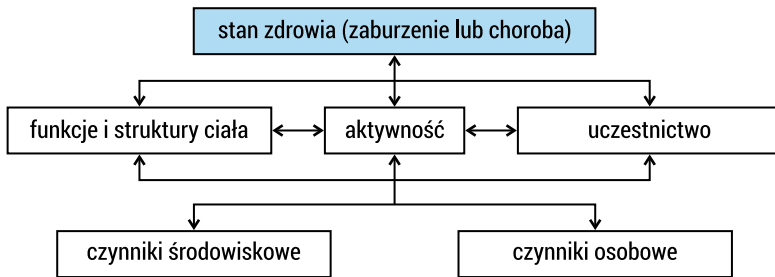 stan zdrowia (zaburzenie lub choroba)
funkcje i struktury ciała
aktywność
uczestnictwo
czynniki środowiskowe
czynniki osobowe